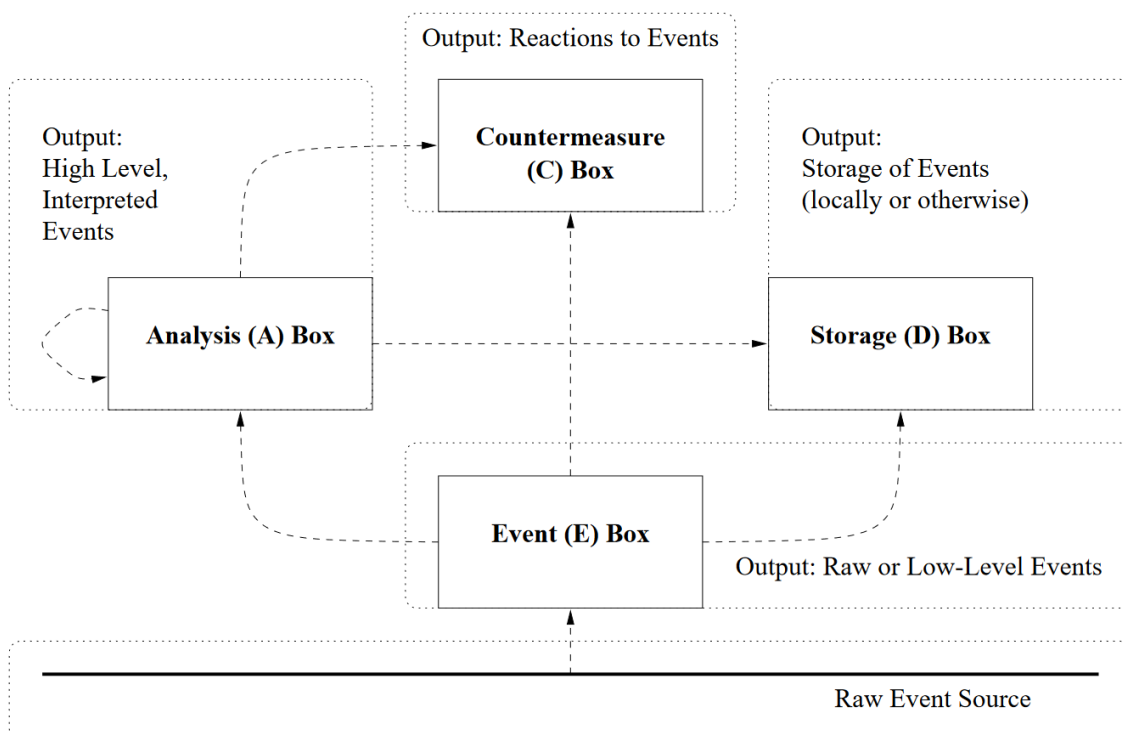 Output: Reactions to Events
Countermeasure
(C) Box
Output:
High Level,
Interpreted
Events
Output:
Storage of Events
(locally or otherwise)
Analysis (A) Box
Storage (D) Box
Event (E) Box
Output: Raw or Low-Level Events
Raw Event Source